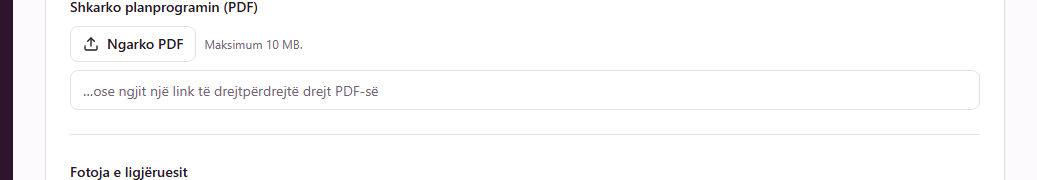 Shkarko planprogramin (PDF)
Ngarko PDF Maksimum 10 MB.
...ose ngjit një link të drejtpërdrejtë drejt PDF-së
Fotoja e ligjëruesit